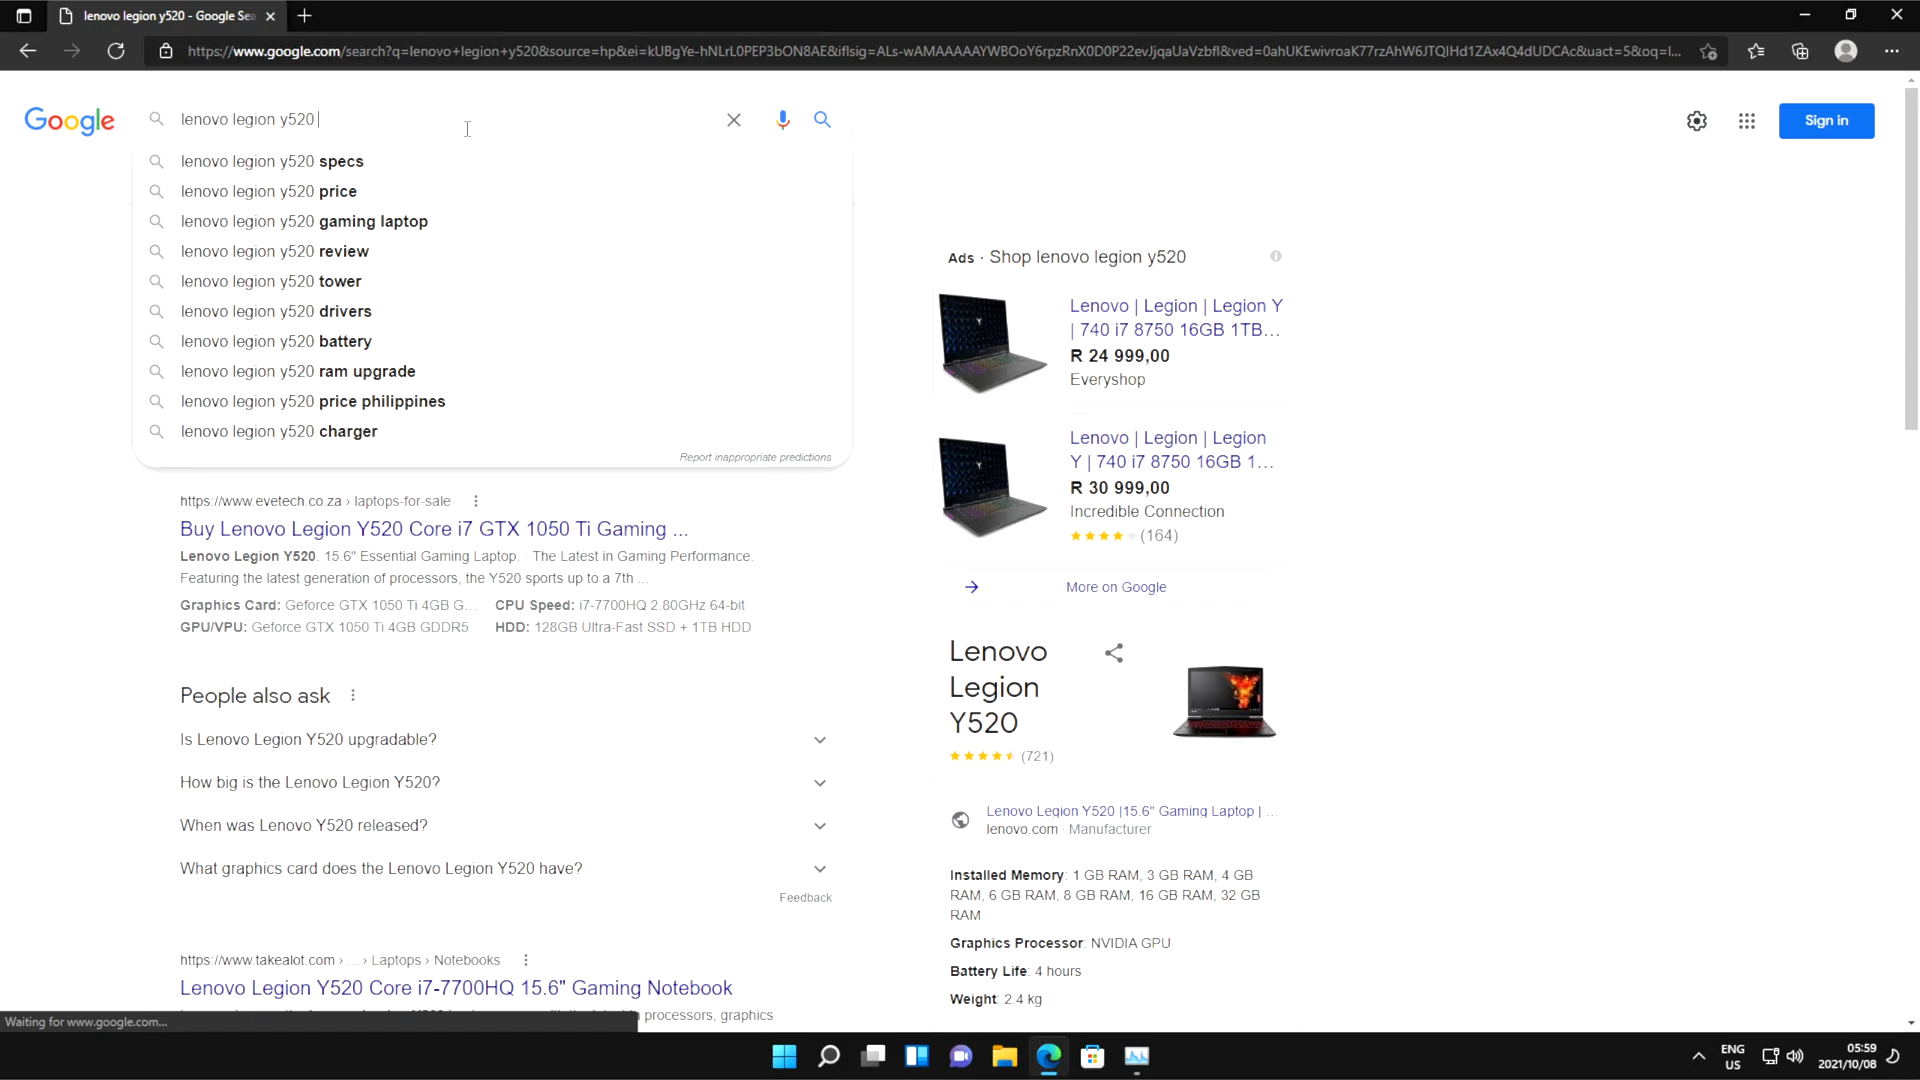 lenovo legion y520 - Google Sea
https://www.google.com/search?q=lenovo+legion+y520&source=hp&ei=kUBgYe-hNLrL0PEP3bON8AE&iflsig=ALs-wAMAAAAAYWBOoY6rpzRnX0D0P22evJjqaUaVzbfl&ved=0ahUKEwivroaK77rzAhW6JTQIHd1ZAx4Q4dUDCAc&uact=5&oq=l...
Google
lenovo legion y520
Sign in
lenovo legion y520 specs
lenovo legion y520 price
lenovo legion y520 gaming laptop
lenovo legion y520 review
lenovo legion y520 tower
lenovo legion y520 drivers
lenovo legion y520 battery
lenovo legion y520 ram upgrade
lenovo legion y520 price philippines
lenovo legion y520 charger
Report inappropriate predictions
https://www.evetech.co.za › laptops-for-sale
Buy Lenovo Legion Y520 Core i7 GTX 1050 Ti Gaming ...
Lenovo Legion Y520. 15.6" Essential Gaming Laptop. · The Latest in Gaming Performance.
Featuring the latest generation of processors, the Y520 sports up to a 7th ...
Graphics Card: Geforce GTX 1050 Ti 4GB G... CPU Speed: i7-7700HQ 2.80GHz 64-bit
GPU/VPU: Geforce GTX 1050 Ti 4GB GDDR5 HDD: 128GB Ultra-Fast SSD + 1TB HDD
People also ask
Is Lenovo Legion Y520 upgradable?
How big is the Lenovo Legion Y520?
When was Lenovo Y520 released?
What graphics card does the Lenovo Legion Y520 have?
Feedback
https://www.takealot.com › ... › Laptops › Notebooks
Lenovo Legion Y520 Core i7-7700HQ 15.6" Gaming Notebook
processors, graphics
Waiting for www.google.com...
Ads · Shop lenovo legion y520
Lenovo | Legion | Legion Y
| 740 i7 8750 16GB 1TB...
R 24 999,00
Everyshop
Lenovo | Legion | Legion
Y | 740 i7 8750 16GB 1...
R 30 999,00
Incredible Connection
(164)
More on Google
Lenovo
Legion
Y520
(721)
Lenovo Legion Y520 |15.6" Gaming Laptop | ...
lenovo.com · Manufacturer
Installed Memory: 1 GB RAM, 3 GB RAM, 4 GB
RAM, 6 GB RAM, 8 GB RAM, 16 GB RAM, 32 GB
RAM
Graphics Processor: NVIDIA GPU
Battery Life: 4 hours
Weight: 2.4 kg
ENG
US
05:59
2021/10/08